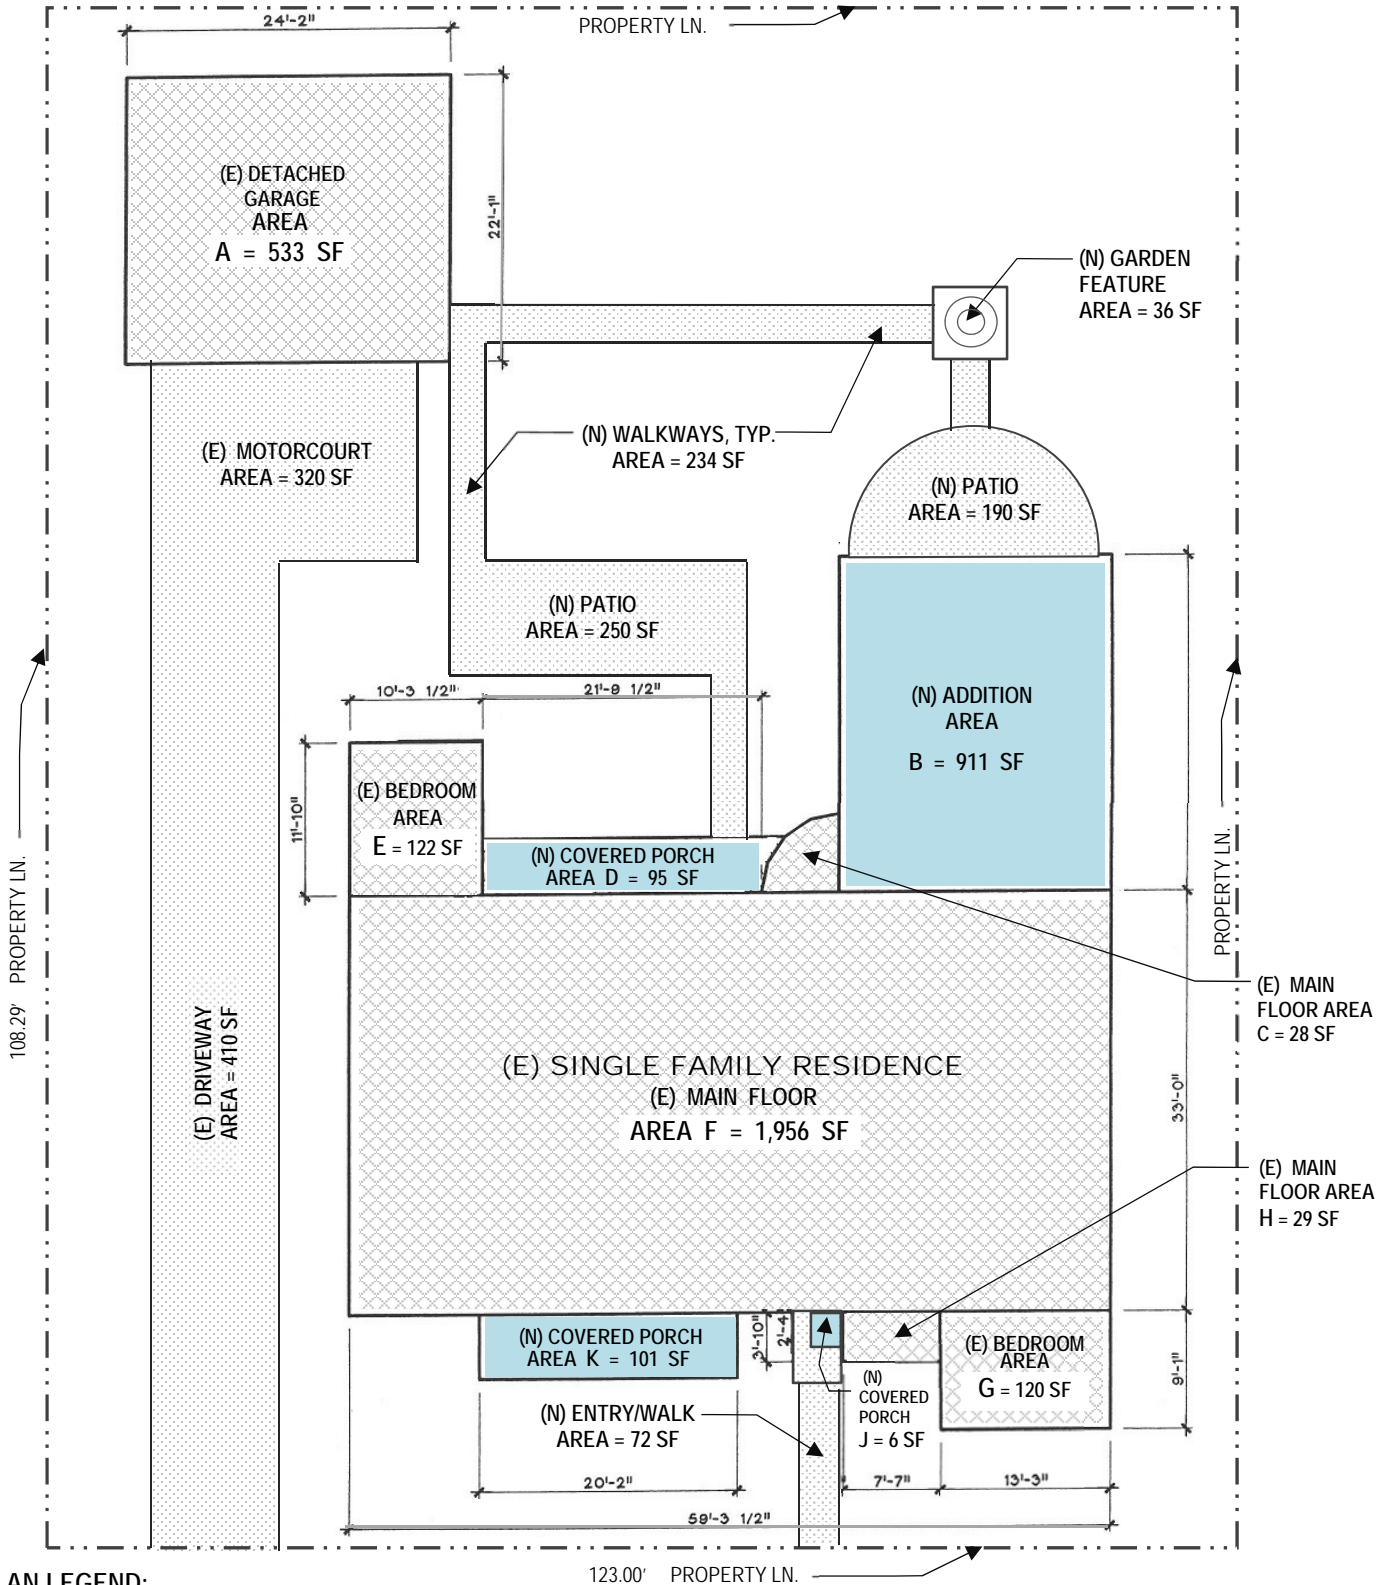 24'-2"
PROPERTY LN.
(E) DETACHED
GARAGE
AREA
A = 533 SF
22'-1"
(N) GARDEN
FEATURE
AREA = 36 SF
(E) MOTORCOURT
AREA = 320 SF
(N) WALKWAYS, TYP.
AREA = 234 SF
(N) PATIO
AREA = 190 SF
(N) PATIO
AREA = 250 SF
10'-3 1/2"
21'-9 1/2"
(N) ADDITION
AREA
B = 911 SF
11'-10"
(E) BEDROOM
AREA
E = 122 SF
(N) COVERED PORCH
AREA D = 95 SF
PROPERTY LN.
108.29' PROPERTY LN.
(E) MAIN
FLOOR AREA
C = 28 SF
(E) DRIVEWAY
AREA = 410 SF
(E) SINGLE FAMILY RESIDENCE
(E) MAIN FLOOR
AREA F = 1,956 SF
33'-0"
(E) MAIN
FLOOR AREA
H = 29 SF
(N) COVERED PORCH
AREA K = 101 SF
3'-10"
2'-4"
(E) BEDROOM
AREA
G = 120 SF
9'-1"
(N)
COVERED
PORCH
J = 6 SF
(N) ENTRY/WALK
AREA = 72 SF
20'-2"
7'-7"
13'-3"
59'-3 1/2"
123.00' PROPERTY LN.
AN LEGEND: